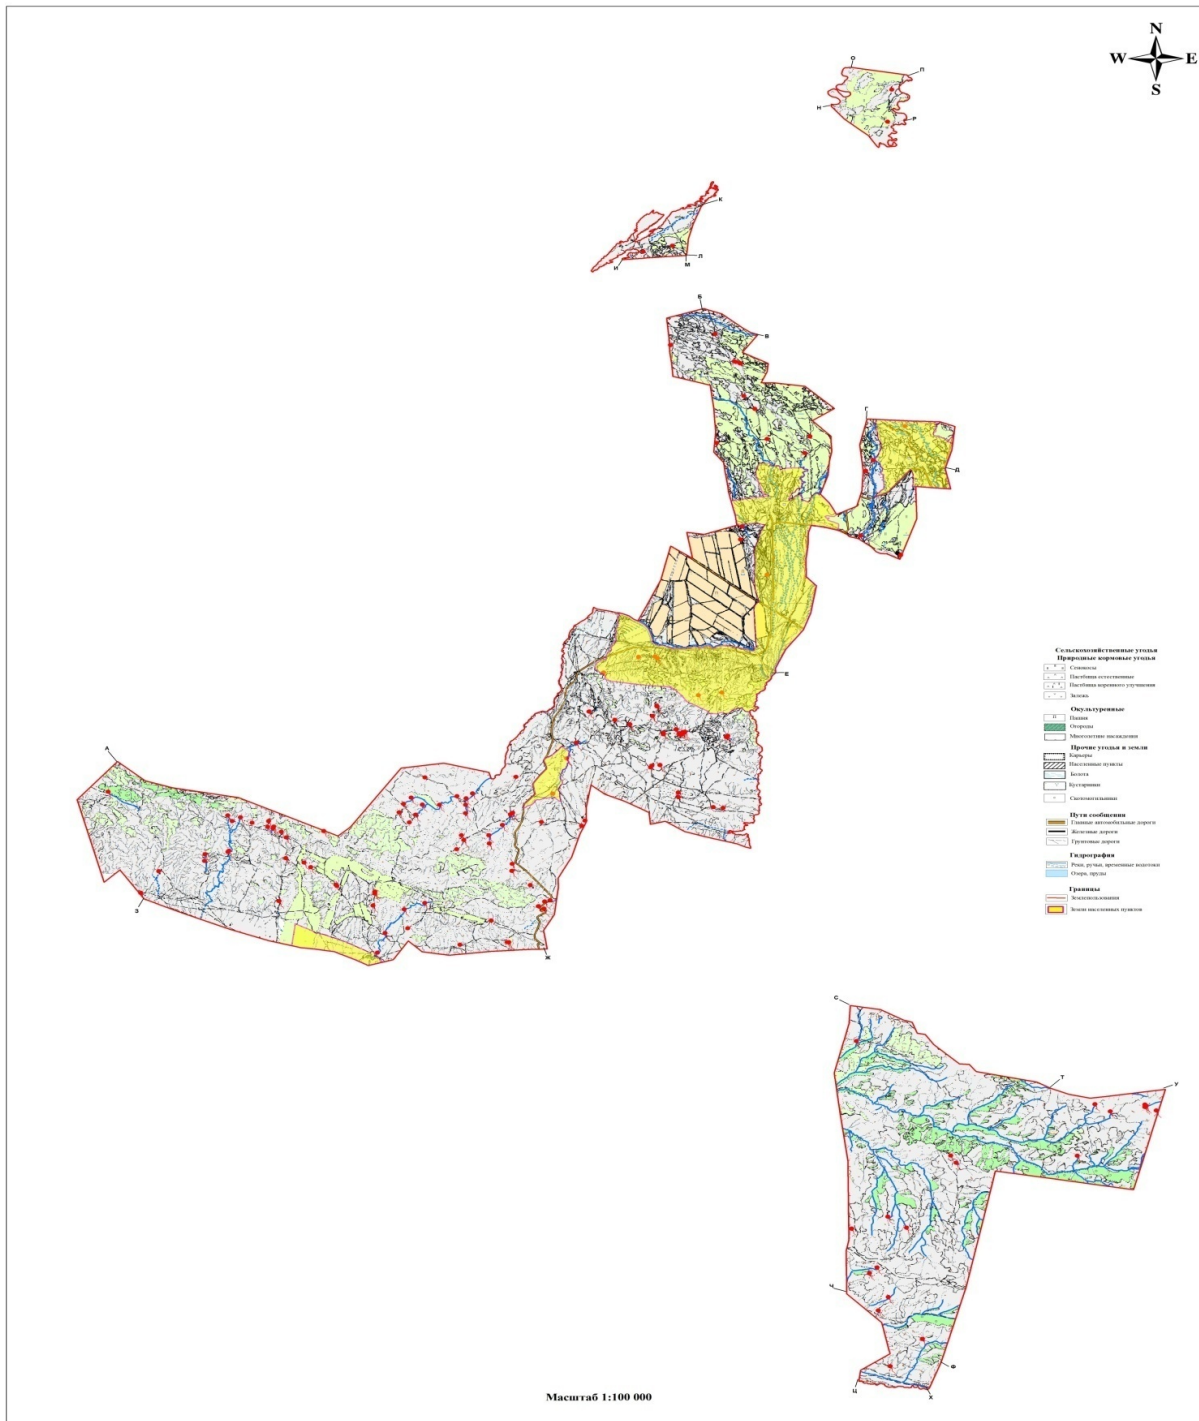 N
W E
S
О
П
Н
Р
К
И
М
Л
Б
В
Г
Д
Е
А
З
Ж
С
Т
У
Ч
Ф
Ц
Х
Сельскохозяйственные угодья
Природные кормовые угодья
Сенокосы
Пастбища естественные
Пастбища коренного улучшения
Залежь
Окультуренные
Пашни
Огороды
Многолетние насаждения
Прочие угодья и земли
Карьеры
Населенные пункты
Болота
Кустарники
Скотомогильники
Пути сообщения
Главные автомобильные дороги
Железные дороги
Грунтовые дороги
Гидрография
Реки, ручьи, временные водотоки
Озера, пруды
Границы
Землепользования
Земли населенных пунктов
Масштаб 1:100 000